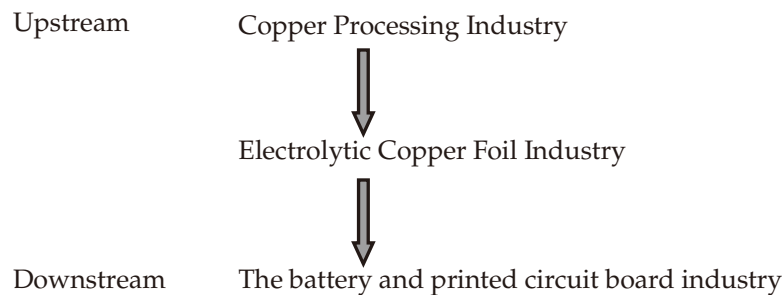 Upstream Copper Processing Industry
Electrolytic Copper Foil Industry
Downstream The battery and printed circuit board industry